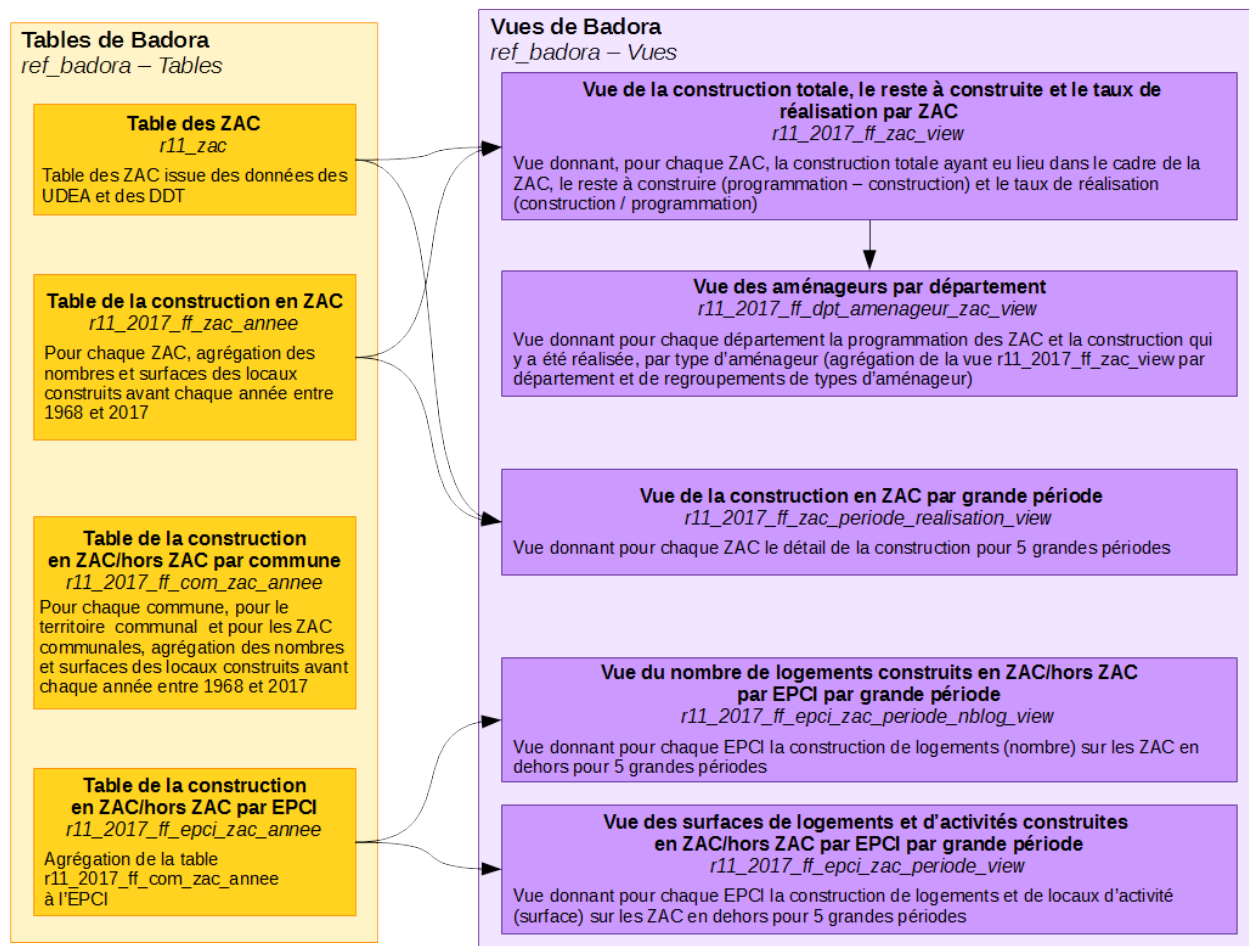 Tables de Badora
ref_badora – Tables
Table des ZAC
r11_zac
Table des ZAC issue des données des
UDEA et des DDT
Table de la construction en ZAC
r11_2017_ff_zac_annee
Pour chaque ZAC, agrégation des
nombres et surfaces des locaux
construits avant chaque année entre
1968 et 2017
Table de la construction
en ZAC/hors ZAC par commune
r11_2017_ff_com_zac_annee
Pour chaque commune, pour le
territoire communal et pour les ZAC
communales, agrégation des nombres
et surfaces des locaux construits avant
chaque année entre 1968 et 2017
Table de la construction
en ZAC/hors ZAC par EPCI
r11_2017_ff_epci_zac_annee
Agrégation de la table
r11_2017_ff_com_zac_annee
à l'EPCI
Vues de Badora
ref_badora – Vues
Vue de la construction totale, le reste à construite et le taux de
réalisation par ZAC
r11_2017_ff_zac_view
Vue donnant, pour chaque ZAC, la construction totale ayant eu lieu dans le cadre de la
ZAC, le reste à construire (programmation – construction) et le taux de réalisation
(construction / programmation)
Vue des aménageurs par département
r11_2017_ff_dpt_amenageur_zac_view
Vue donnant pour chaque département la programmation des ZAC et la construction qui
y a été réalisée, par type d'aménageur (agrégation de la vue r11_2017_ff_zac_view par
département et de regroupements de types d'aménageur)
Vue de la construction en ZAC par grande période
r11_2017_ff_zac_periode_realisation_view
Vue donnant pour chaque ZAC le détail de la construction pour 5 grandes périodes
Vue du nombre de logements construits en ZAC/hors ZAC
par EPCI par grande période
r11_2017_ff_epci_zac_periode_nblog_view
Vue donnant pour chaque EPCI la construction de logements (nombre) sur les ZAC en
dehors pour 5 grandes périodes
Vue des surfaces de logements et d'activités construites
en ZAC/hors ZAC par EPCI par grande période
r11_2017_ff_epci_zac_periode_view
Vue donnant pour chaque EPCI la construction de logements et de locaux d'activité
(surface) sur les ZAC en dehors pour 5 grandes périodes